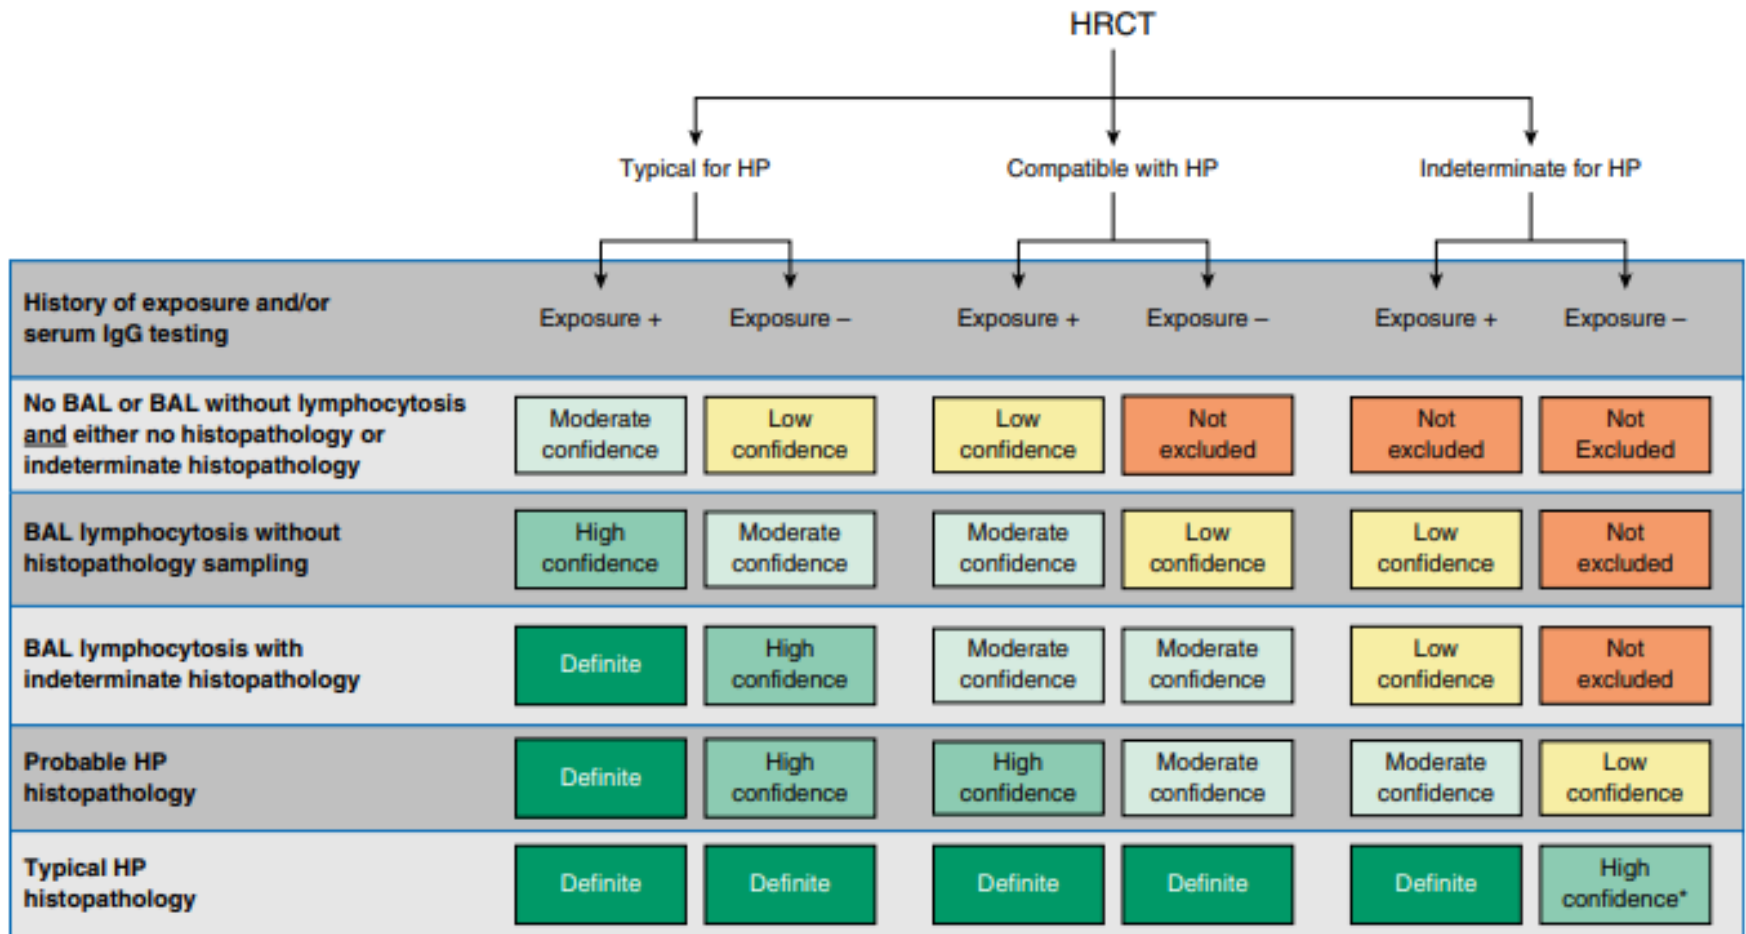 HRCT
Typical for HP
Compatible with HP
Indeterminate for HP
History of exposure and/or
serum IgG testing
Exposure +
Exposure –
Exposure +
Exposure –
Exposure +
Exposure –
No BAL or BAL without lymphocytosis
and either no histopathology or
indeterminate histopathology
Moderate
confidence
Low
confidence
Low
confidence
Not
excluded
Not
excluded
Not
Excluded
BAL lymphocytosis without
histopathology sampling
High
confidence
Moderate
confidence
Moderate
confidence
Low
confidence
Low
confidence
Not
excluded
BAL lymphocytosis with
indeterminate histopathology
Definite
High
confidence
Moderate
confidence
Moderate
confidence
Low
confidence
Not
excluded
Probable HP
histopathology
Definite
High
confidence
High
confidence
Moderate
confidence
Moderate
confidence
Low
confidence
Typical HP
histopathology
Definite
Definite
Definite
Definite
Definite
High
confidence*